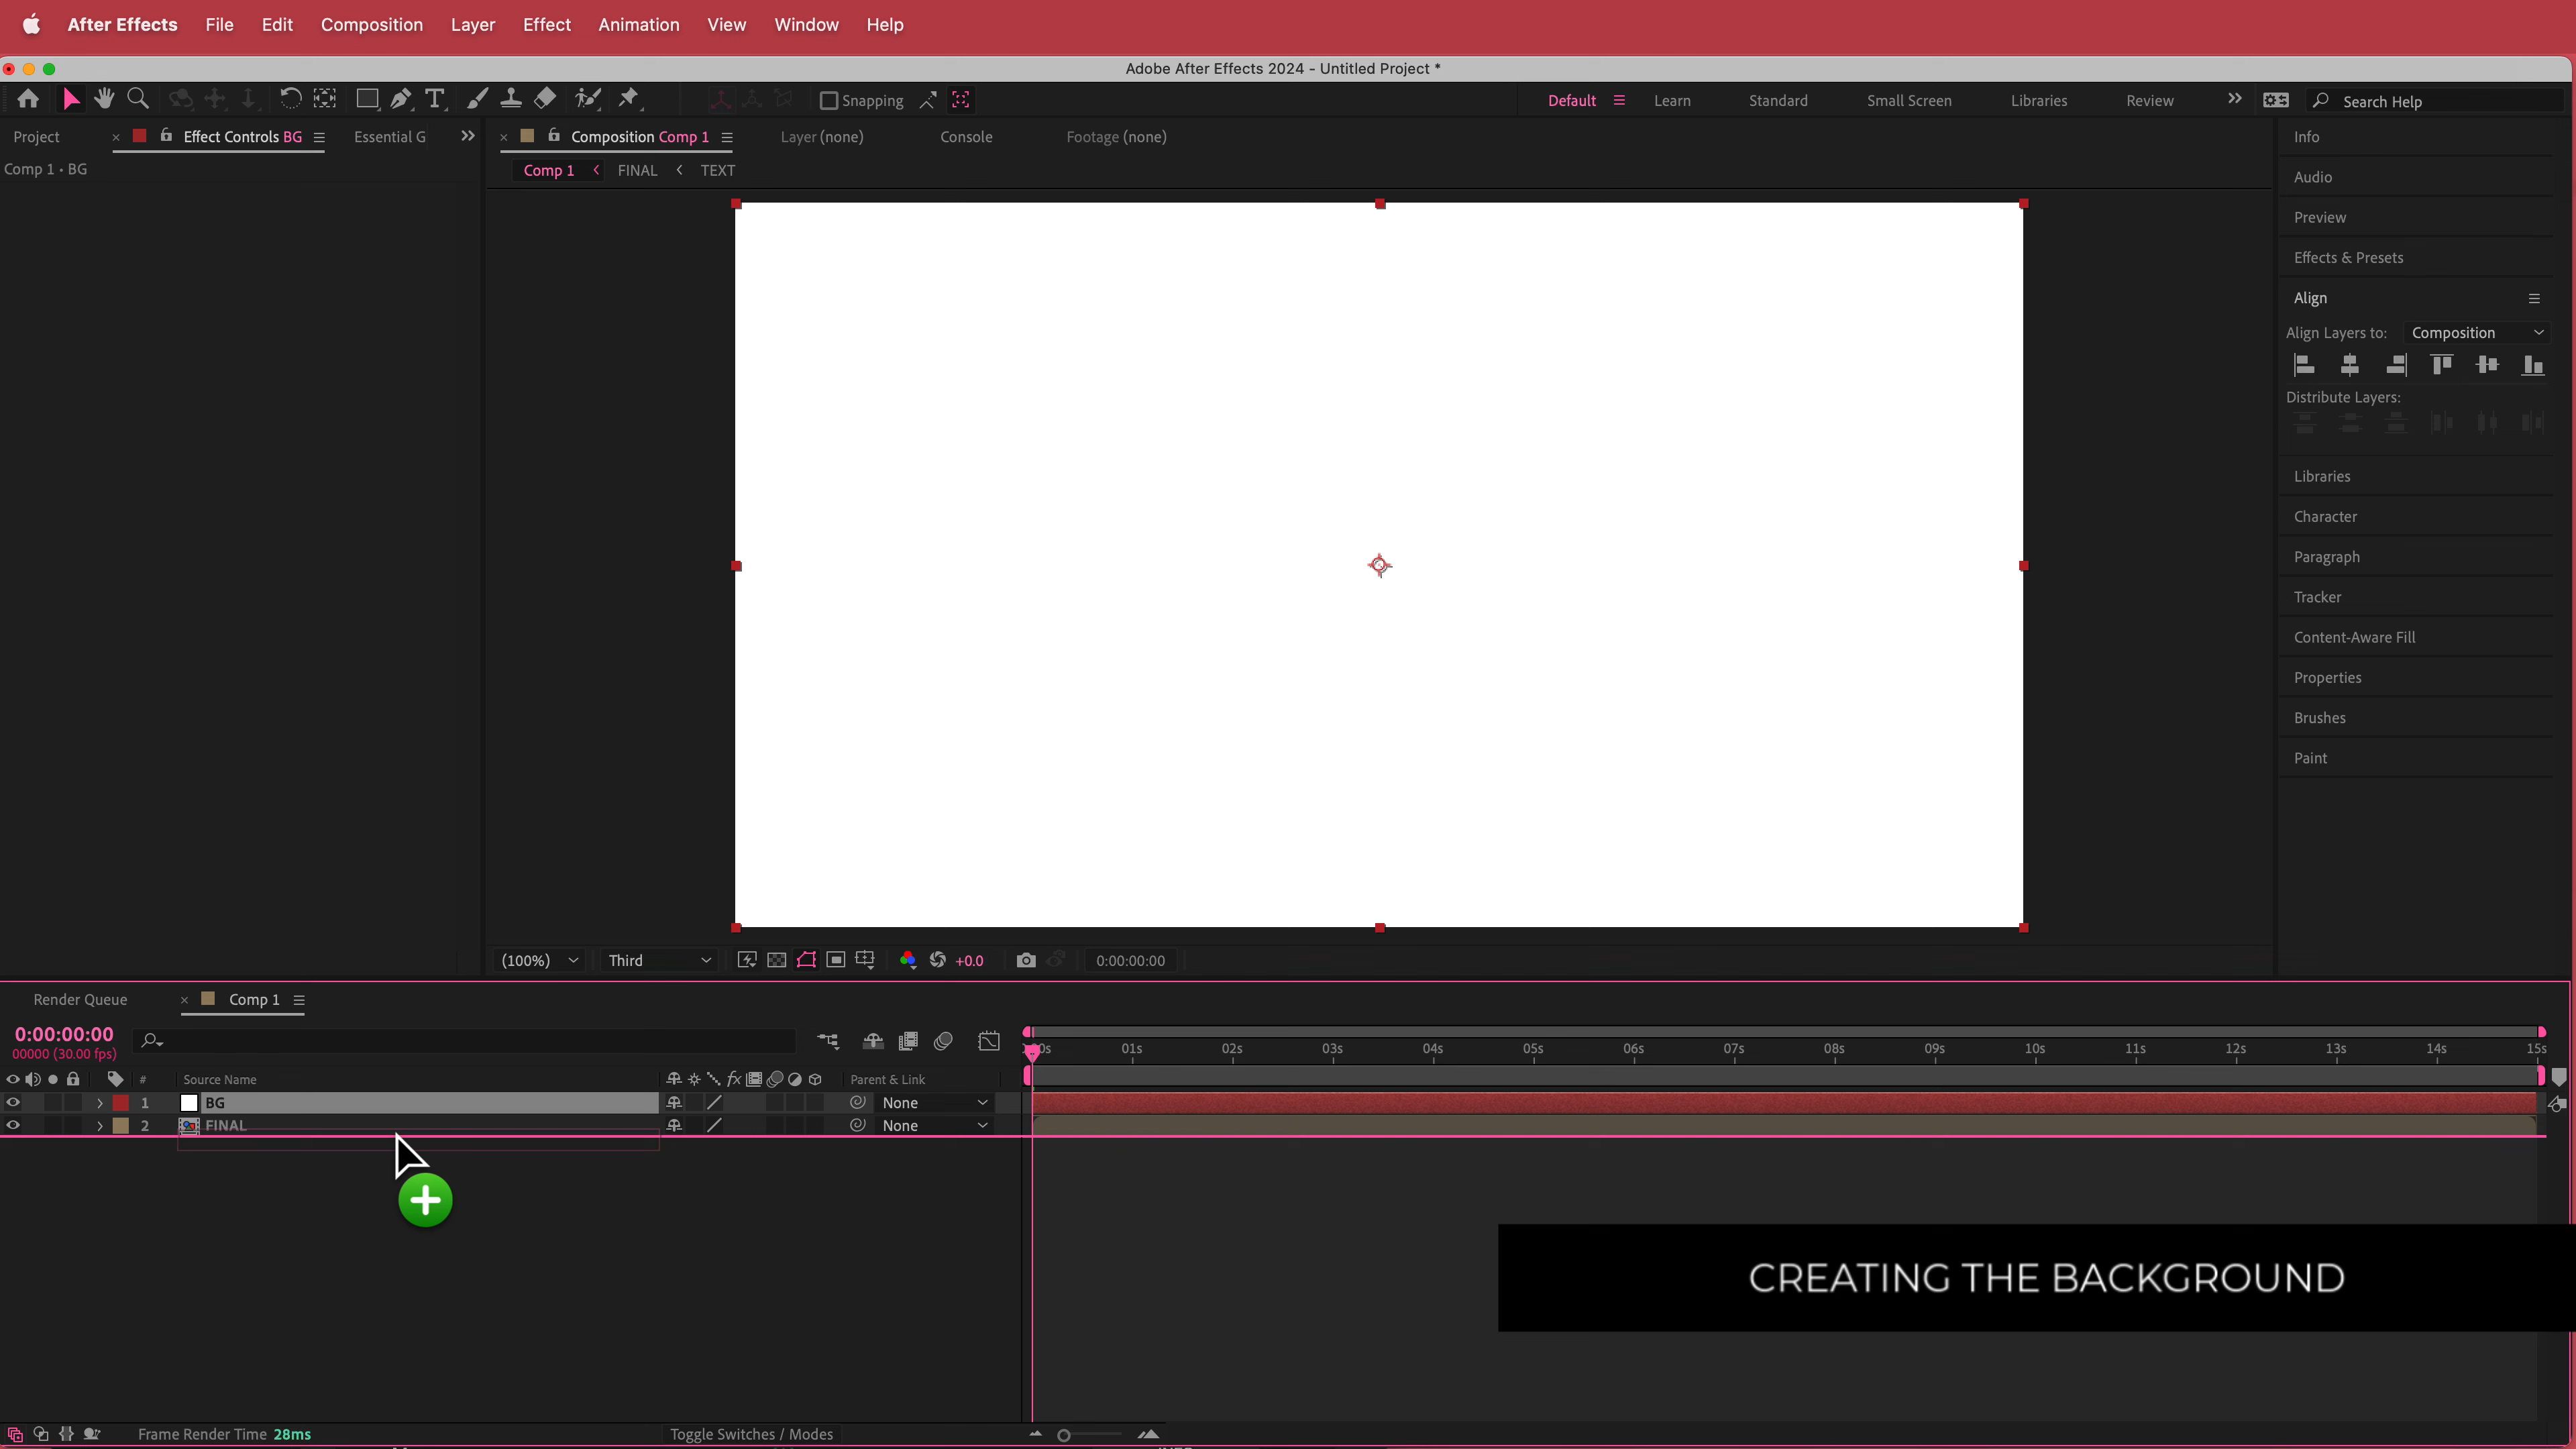 After Effects File Edit Composition Layer Effect Animation View Window Help
Adobe After Effects 2024 - Untitled Project *
Snapping
Default Learn Standard Small Screen Libraries Review Search Help
Project Effect Controls BG Essential G
Composition Comp 1 Layer (none) Console Footage (none)
Comp 1 • BG
Comp 1 FINAL TEXT
Info
Audio
Preview
Effects & Presets
Align
Align Layers to: Composition
Distribute Layers:
Libraries
Character
Paragraph
Tracker
Content-Aware Fill
Properties
Brushes
Paint
(100%) Third +0.0 0:00:00:00
Render Queue Comp 1
0:00:00:00
00000 (30.00 fps)
01s 02s 03s 04s 05s 06s 07s 08s 09s 10s 11s 12s 13s 14s 15s
# Source Name fx Parent & Link
1 BG None
2 FINAL None
CREATING THE BACKGROUND
Frame Render Time 28ms Toggle Switches / Modes